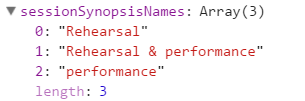 ▼ sessionSynopsisNames: Array(3)
0: "Rehearsal"
1: "Rehearsal & performance"
2: "performance"
length: 3